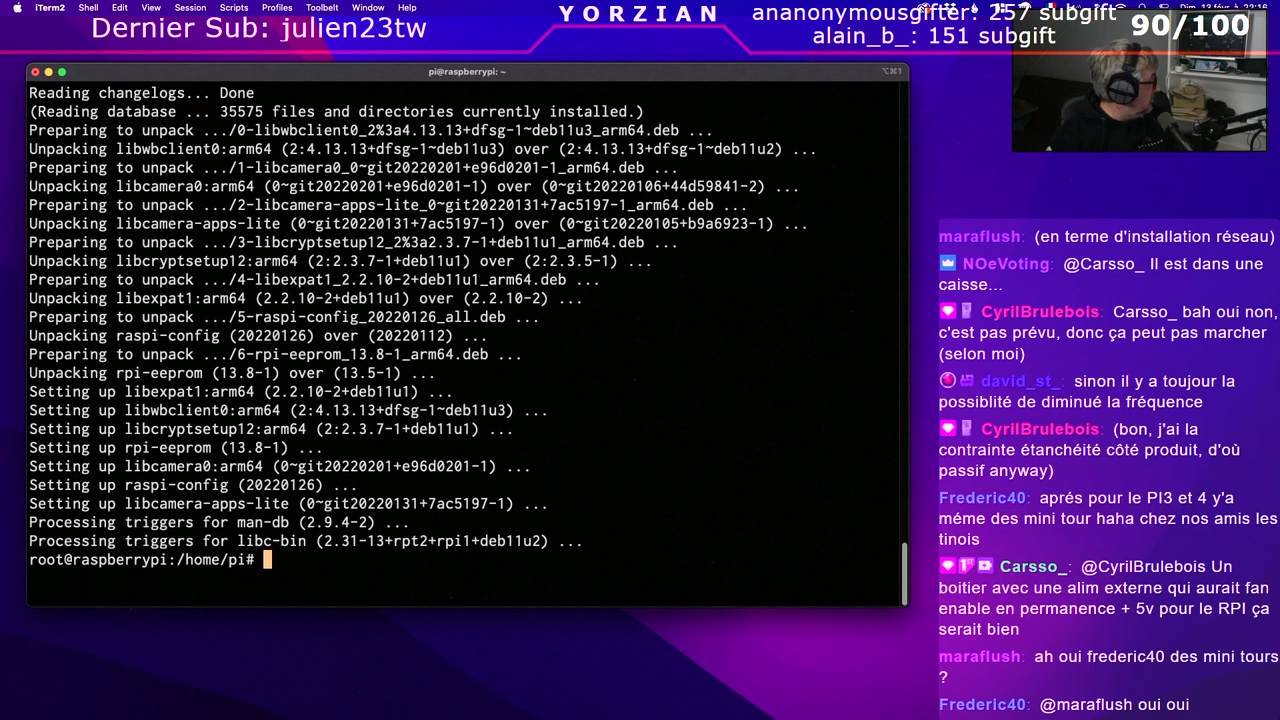 iTerm2 Shell Edit View Session Scripts Profiles Toolbelt Window Help
Dernier Sub: julien23tw
YORZIAN
ananonymousgifter: 257 subgift
alain_b_: 151 subgift
90/100
pi@raspberrypi: ~
⌥⌘1
Reading changelogs... Done
(Reading database ... 35575 files and directories currently installed.)
Preparing to unpack .../0-libwbclient0_2%3a4.13.13+dfsg-1~deb11u3_arm64.deb ...
Unpacking libwbclient0:arm64 (2:4.13.13+dfsg-1~deb11u3) over (2:4.13.13+dfsg-1~deb11u2) ...
Preparing to unpack .../1-libcamera0_0~git20220201+e96d0201-1_arm64.deb ...
Unpacking libcamera0:arm64 (0~git20220201+e96d0201-1) over (0~git20220106+44d59841-2) ...
Preparing to unpack .../2-libcamera-apps-lite_0~git20220131+7ac5197-1_arm64.deb ...
Unpacking libcamera-apps-lite (0~git20220131+7ac5197-1) over (0~git20220105+b9a6923-1) ...
Preparing to unpack .../3-libcryptsetup12_2%3a2.3.7-1+deb11u1_arm64.deb ...
Unpacking libcryptsetup12:arm64 (2:2.3.7-1+deb11u1) over (2:2.3.5-1) ...
Preparing to unpack .../4-libexpat1_2.2.10-2+deb11u1_arm64.deb ...
Unpacking libexpat1:arm64 (2.2.10-2+deb11u1) over (2.2.10-2) ...
Preparing to unpack .../5-raspi-config_20220126_all.deb ...
Unpacking raspi-config (20220126) over (20220112) ...
Preparing to unpack .../6-rpi-eeprom_13.8-1_arm64.deb ...
Unpacking rpi-eeprom (13.8-1) over (13.5-1) ...
Setting up libexpat1:arm64 (2.2.10-2+deb11u1) ...
Setting up libwbclient0:arm64 (2:4.13.13+dfsg-1~deb11u3) ...
Setting up libcryptsetup12:arm64 (2:2.3.7-1+deb11u1) ...
Setting up rpi-eeprom (13.8-1) ...
Setting up libcamera0:arm64 (0~git20220201+e96d0201-1) ...
Setting up raspi-config (20220126) ...
Setting up libcamera-apps-lite (0~git20220131+7ac5197-1) ...
Processing triggers for man-db (2.9.4-2) ...
Processing triggers for libc-bin (2.31-13+rpt2+rpi1+deb11u2) ...
root@raspberrypi:/home/pi#
maraflush: (en terme d'installation réseau)
NOeVoting: @Carsso_ Il est dans une
caisse...
CyrilBrulebois: Carsso_ bah oui non,
c'est pas prévu, donc ça peut pas marcher
(selon moi)
david_st_: sinon il y a toujour la
possiblité de diminué la fréquence
CyrilBrulebois: (bon, j'ai la
contrainte étanchéité côté produit, d'où
passif anyway)
Frederic40: aprés pour le PI3 et 4 y'a
méme des mini tour haha chez nos amis les
tinois
Carsso_: @CyrilBrulebois Un
boitier avec une alim externe qui aurait fan
enable en permanence + 5v pour le RPI ça
serait bien
maraflush: ah oui frederic40 des mini tours
?
Frederic40: @maraflush oui oui